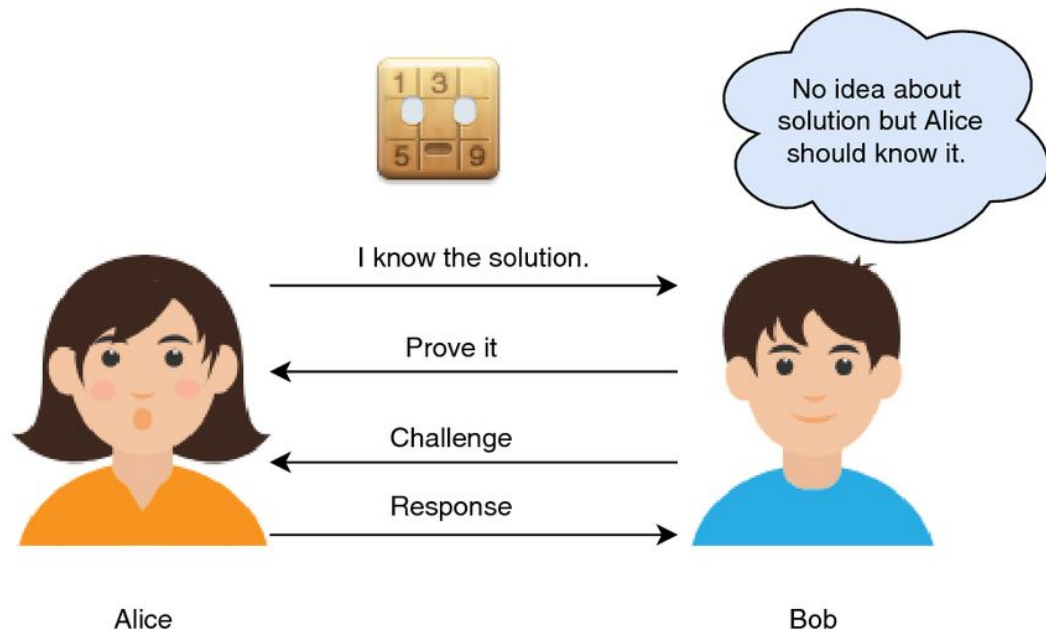 1 3
5 9
No idea about
solution but Alice
should know it.
I know the solution.
Prove it
Challenge
Response
Alice
Bob